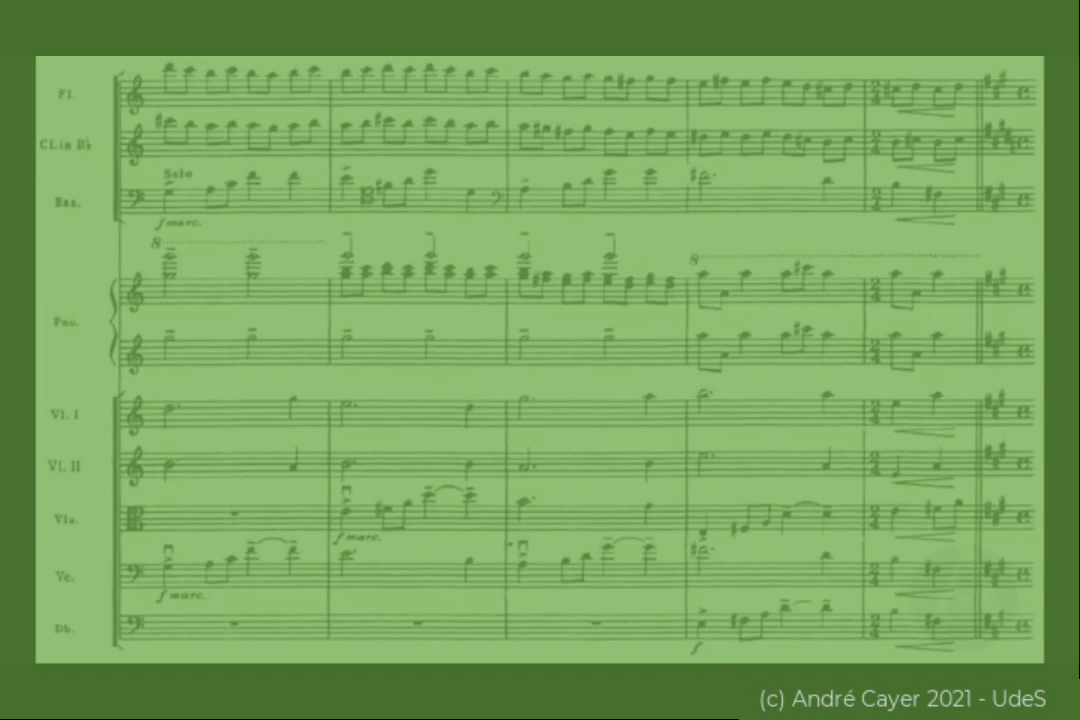 Fl.
Cl.in B♭
Solo
Bsn.
f marc.
8
8
Pno.
Vl. I
Vl. II
Vla.
f marc.
Vc.
f marc.
Db.
f
(c) André Cayer 2021 - UdeS